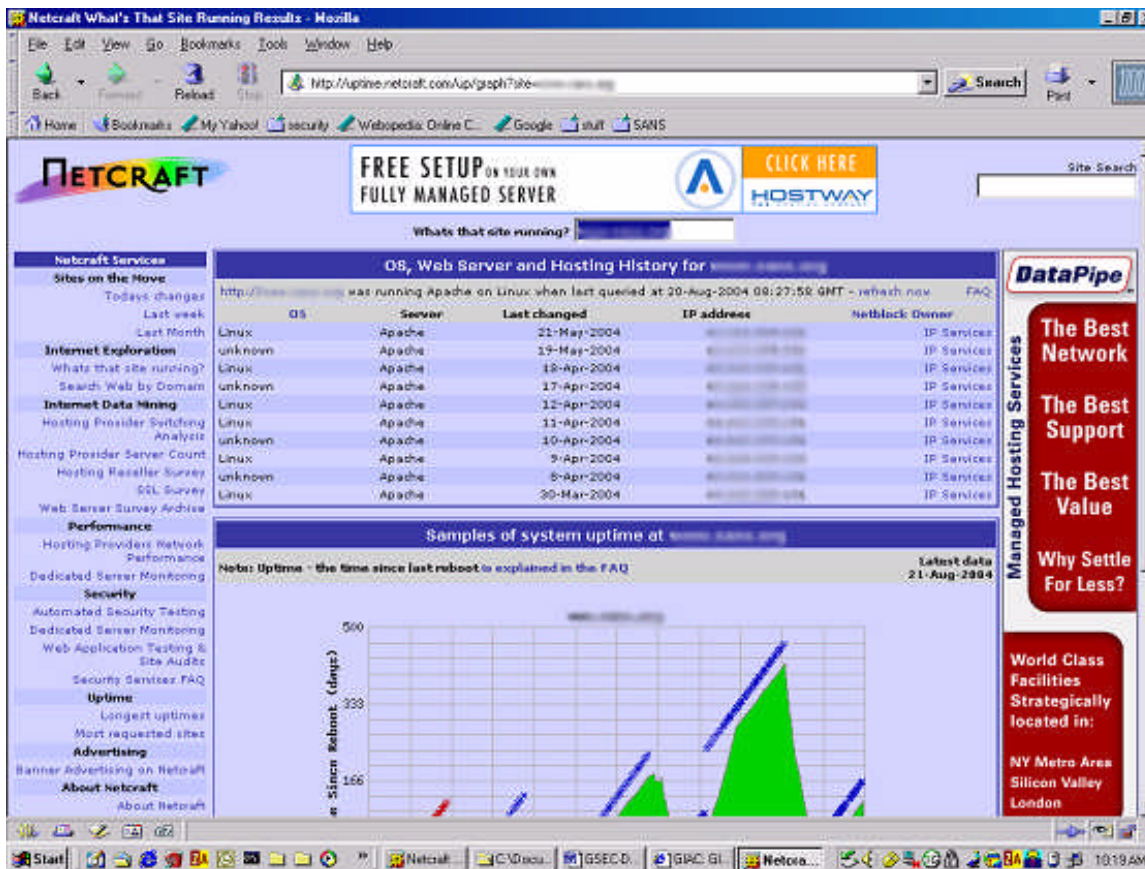 Netcraft What's That Site Running Results - Mozilla
File Edit View Go Bookmarks Tools Window Help
Back Forward Reload Stop
http://uptime.netcraft.com/up/graph?site=
Search
Print
Home Bookmarks My Yahoo! security Webopedia: Online C... Google stuff SANS
NETCRAFT
FREE SETUP ON YOUR OWN
FULLY MANAGED SERVER
CLICK HERE
HOSTWAY
Site Search
Whats that site running?
Netcraft Services
Sites on the Move
Todays changes
Last week
Last Month
Internet Exploration
Whats that site running?
Search Web by Domain
Internet Data Mining
Hosting Provider Switching
Analysis
Hosting Provider Server Count
Hosting Reseller Survey
SSL Survey
Web Server Survey Archive
Performance
Hosting Providers Network
Performance
Dedicated Server Monitoring
Security
Automated Security Testing
Dedicated Server Monitoring
Web Application Testing &
Site Audits
Security Services FAQ
Uptime
Longest uptimes
Most requested sites
Advertising
Banner Advertising on Netcraft
About Netcraft
About Netcraft
OS, Web Server and Hosting History for
http:// was running Apache on Linux when last queried at 20-Aug-2004 08:27:58 GMT - refresh now FAQ
OS Server Last changed IP address Netblock Owner
Linux Apache 21-May-2004 IP Services
unknown Apache 19-May-2004 IP Services
Linux Apache 18-Apr-2004 IP Services
unknown Apache 17-Apr-2004 IP Services
Linux Apache 12-Apr-2004 IP Services
Linux Apache 11-Apr-2004 IP Services
unknown Apache 10-Apr-2004 IP Services
Linux Apache 9-Apr-2004 IP Services
unknown Apache 8-Apr-2004 IP Services
Linux Apache 30-Mar-2004 IP Services
Samples of system uptime at
Note: Uptime - the time since last reboot is explained in the FAQ
Latest data
21-Aug-2004
500
333
166
Since Reboot (days)
DataPipe
Managed Hosting Services
The Best
Network
The Best
Support
The Best
Value
Why Settle
For Less?
World Class
Facilities
Strategically
located in:
NY Metro Area
Silicon Valley
London
Start
Netcraft...
C:\Docu...
GSEC-D...
GIAC GI...
Netcra...
10:19 AM